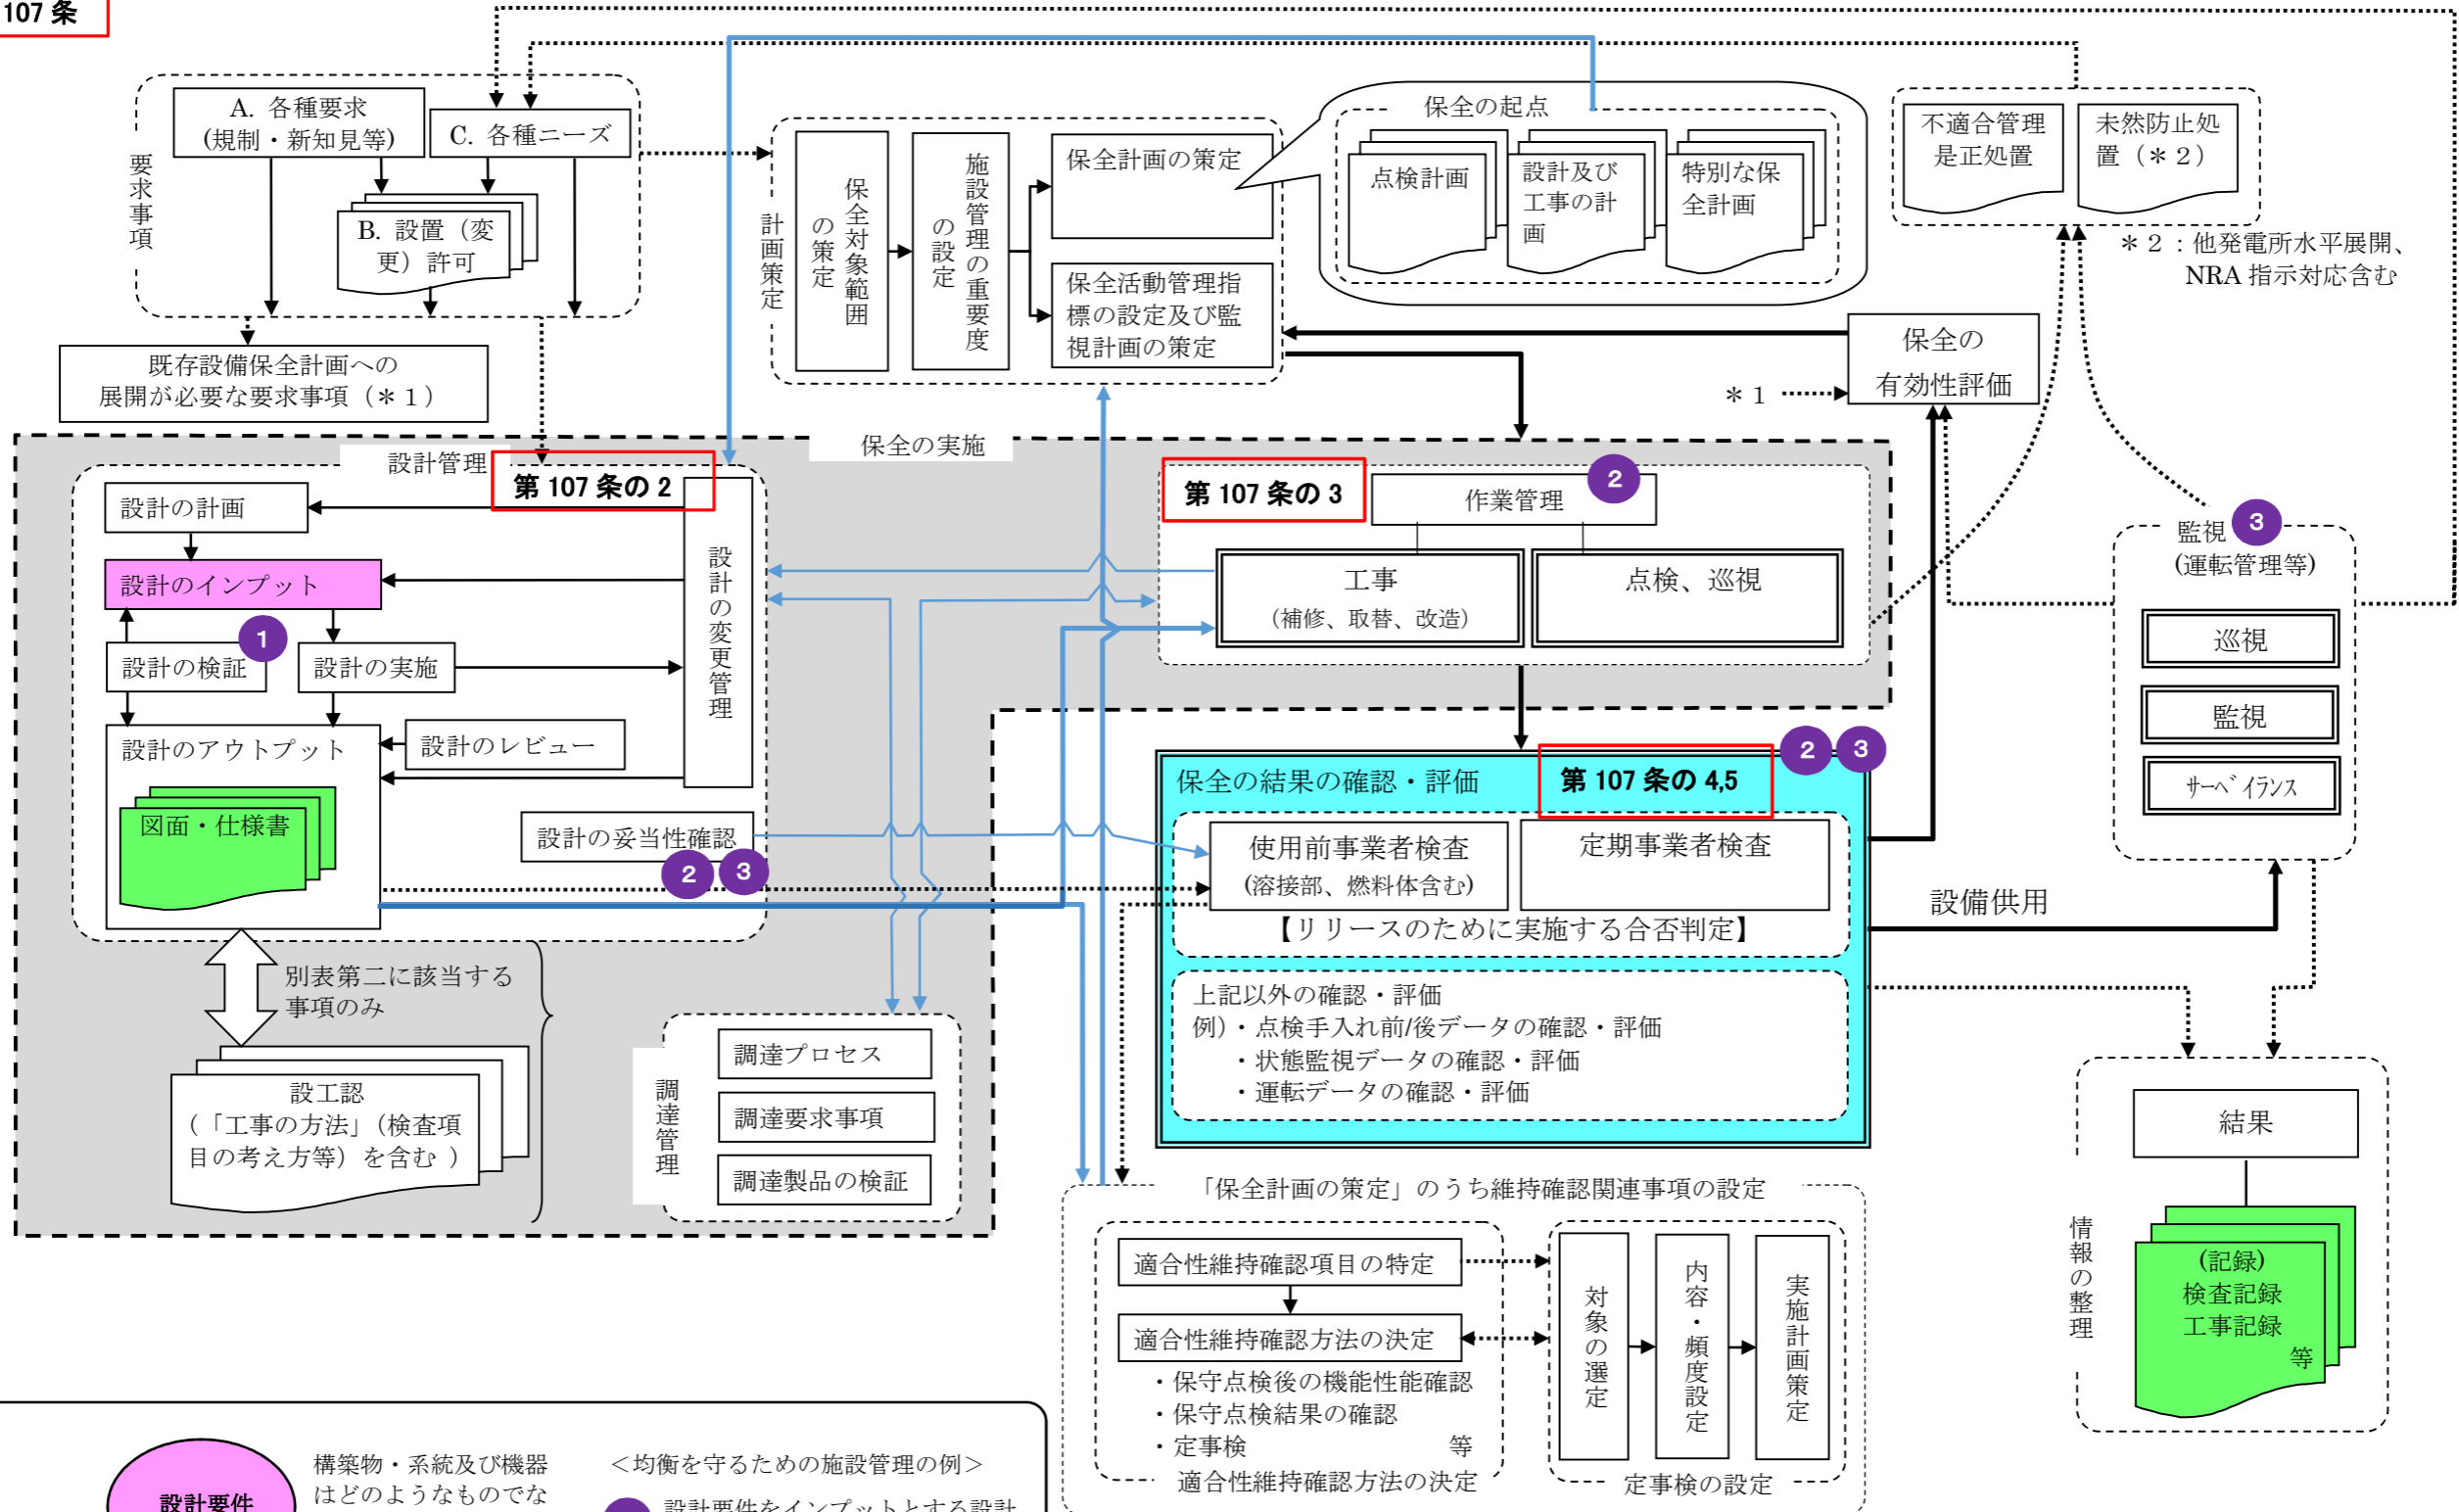 107 条
要求事項
A. 各種要求
(規制・新知見等)
C. 各種ニーズ
B. 設置（変
更）許可
既存設備保全計画への
展開が必要な要求事項（＊１）
計画策定
保全対象範囲
の策定
施設管理の重要度
の設定
保全計画の策定
保全活動管理指
標の設定及び監
視計画の策定
保全の起点
点検計画
設計及び
工事の計
画
特別な保
全計画
不適合管理
是正処置
未然防止処
置（＊２）
＊２：他発電所水平展開、
NRA 指示対応含む
保全の
有効性評価
＊１
保全の実施
設計管理
第 107 条の 2
設計の計画
設計のインプット
設計の検証
1
設計の実施
設計の変更管理
設計のアウトプット
設計のレビュー
図面・仕様書
設計の妥当性確認
2
3
別表第二に該当する
事項のみ
設工認
（「工事の方法」（検査項
目の考え方等）を含む ）
調達管理
調達プロセス
調達要求事項
調達製品の検証
第 107 条の 3
作業管理
2
工事
（補修、取替、改造）
点検、巡視
保全の結果の確認・評価
第 107 条の 4,5
2
3
使用前事業者検査
(溶接部、燃料体含む)
定期事業者検査
【リリースのために実施する合否判定】
上記以外の確認・評価
例）・点検手入れ前/後データの確認・評価
・状態監視データの確認・評価
・運転データの確認・評価
監視
3
(運転管理等)
巡視
監視
ｻｰﾍﾞｲﾗﾝｽ
設備供用
情報の整理
結果
(記録)
検査記録
工事記録
等
「保全計画の策定」のうち維持確認関連事項の設定
適合性維持確認項目の特定
適合性維持確認方法の決定
・保守点検後の機能性能確認
・保守点検結果の確認
・定事検　等
適合性維持確認方法の決定
対象の選定
内容・頻度設定
実施計画策定
定事検の設定
設計要件
構築物・系統及び機器
はどのようなものでな
＜均衡を守るための施設管理の例＞
設計要件をインプットとする設計